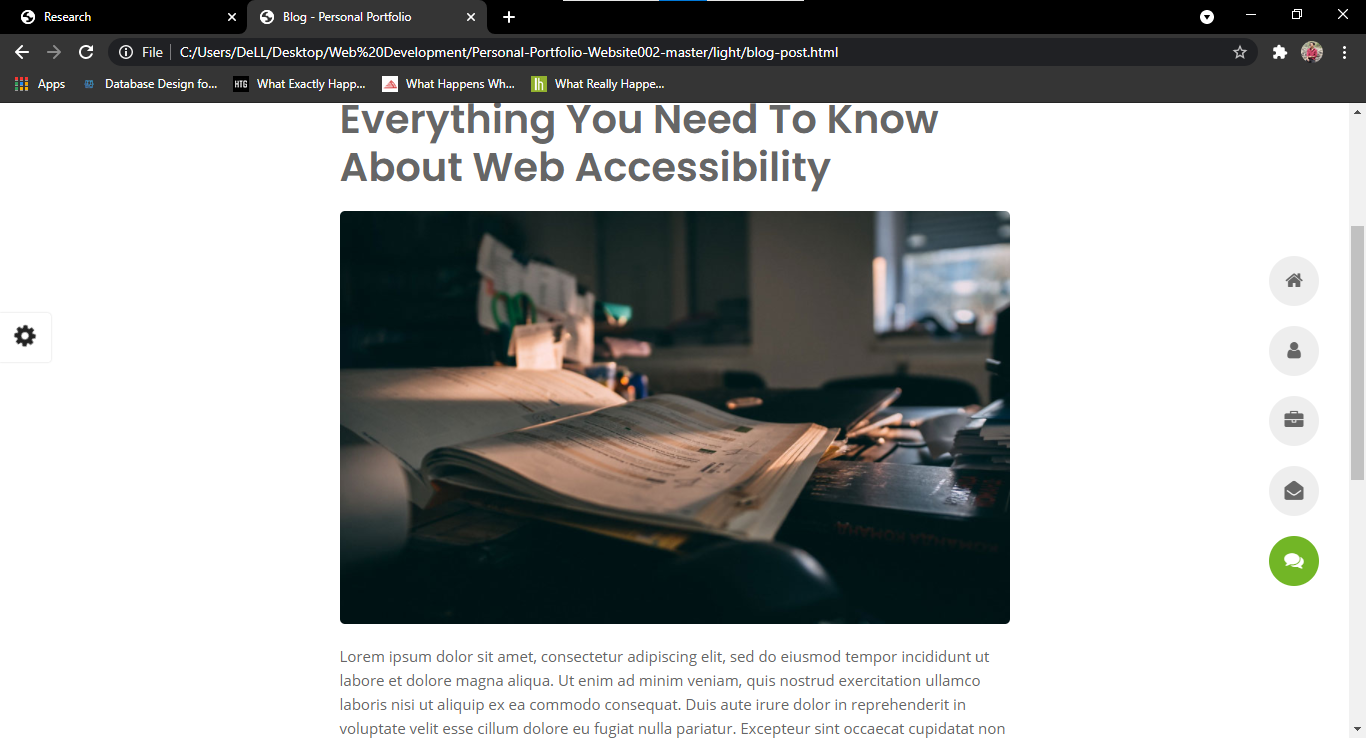 Research
Blog - Personal Portfolio
File
C:/Users/DeLL/Desktop/Web%20Development/Personal-Portfolio-Website002-master/light/blog-post.html
Apps
Database Design fo...
HTG
What Exactly Happ...
What Happens Wh...
lh
What Really Happe...
Everything You Need To Know
About Web Accessibility
Lorem ipsum dolor sit amet, consectetur adipiscing elit, sed do eiusmod tempor incididunt ut
labore et dolore magna aliqua. Ut enim ad minim veniam, quis nostrud exercitation ullamco
laboris nisi ut aliquip ex ea commodo consequat. Duis aute irure dolor in reprehenderit in
voluptate velit esse cillum dolore eu fugiat nulla pariatur. Excepteur sint occaecat cupidatat non